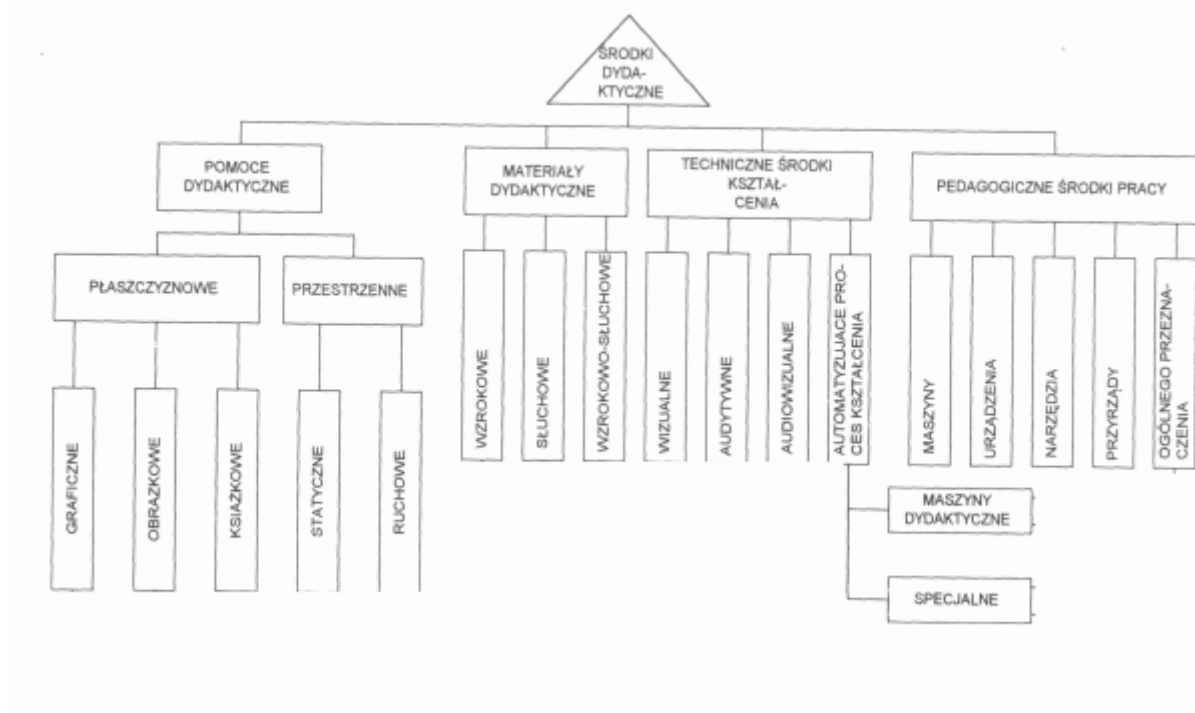 ŚRODKI
DYDA-
KTYCZNE
POMOCE
DYDAKTYCZNE
MATERIAŁY
DYDAKTYCZNE
TECHNICZNE ŚRODKI
KSZTAŁ-
CENIA
PEDAGOGICZNE ŚRODKI PRACY
PŁASZCZYZNOWE
PRZESTRZENNE
GRAFICZNE
OBRAZKOWE
KSIAZKOWE
STATYCZNE
RUCHOWE
WZROKOWE
SŁUCHOWE
WZROKOWO-SŁUCHOWE
WIZUALNE
AUDYTYWNE
AUDIOWIZUALNE
AUTOMATYZUJACE PRO-
CES KSZTAŁCENIA
MASZYNY
URZĄDZENIA
NARZĘDZIA
PRZYRZĄDY
OGÓLNEGO PRZEZNA-
CZENIA
MASZYNY
DYDAKTYCZNE
SPECJALNE